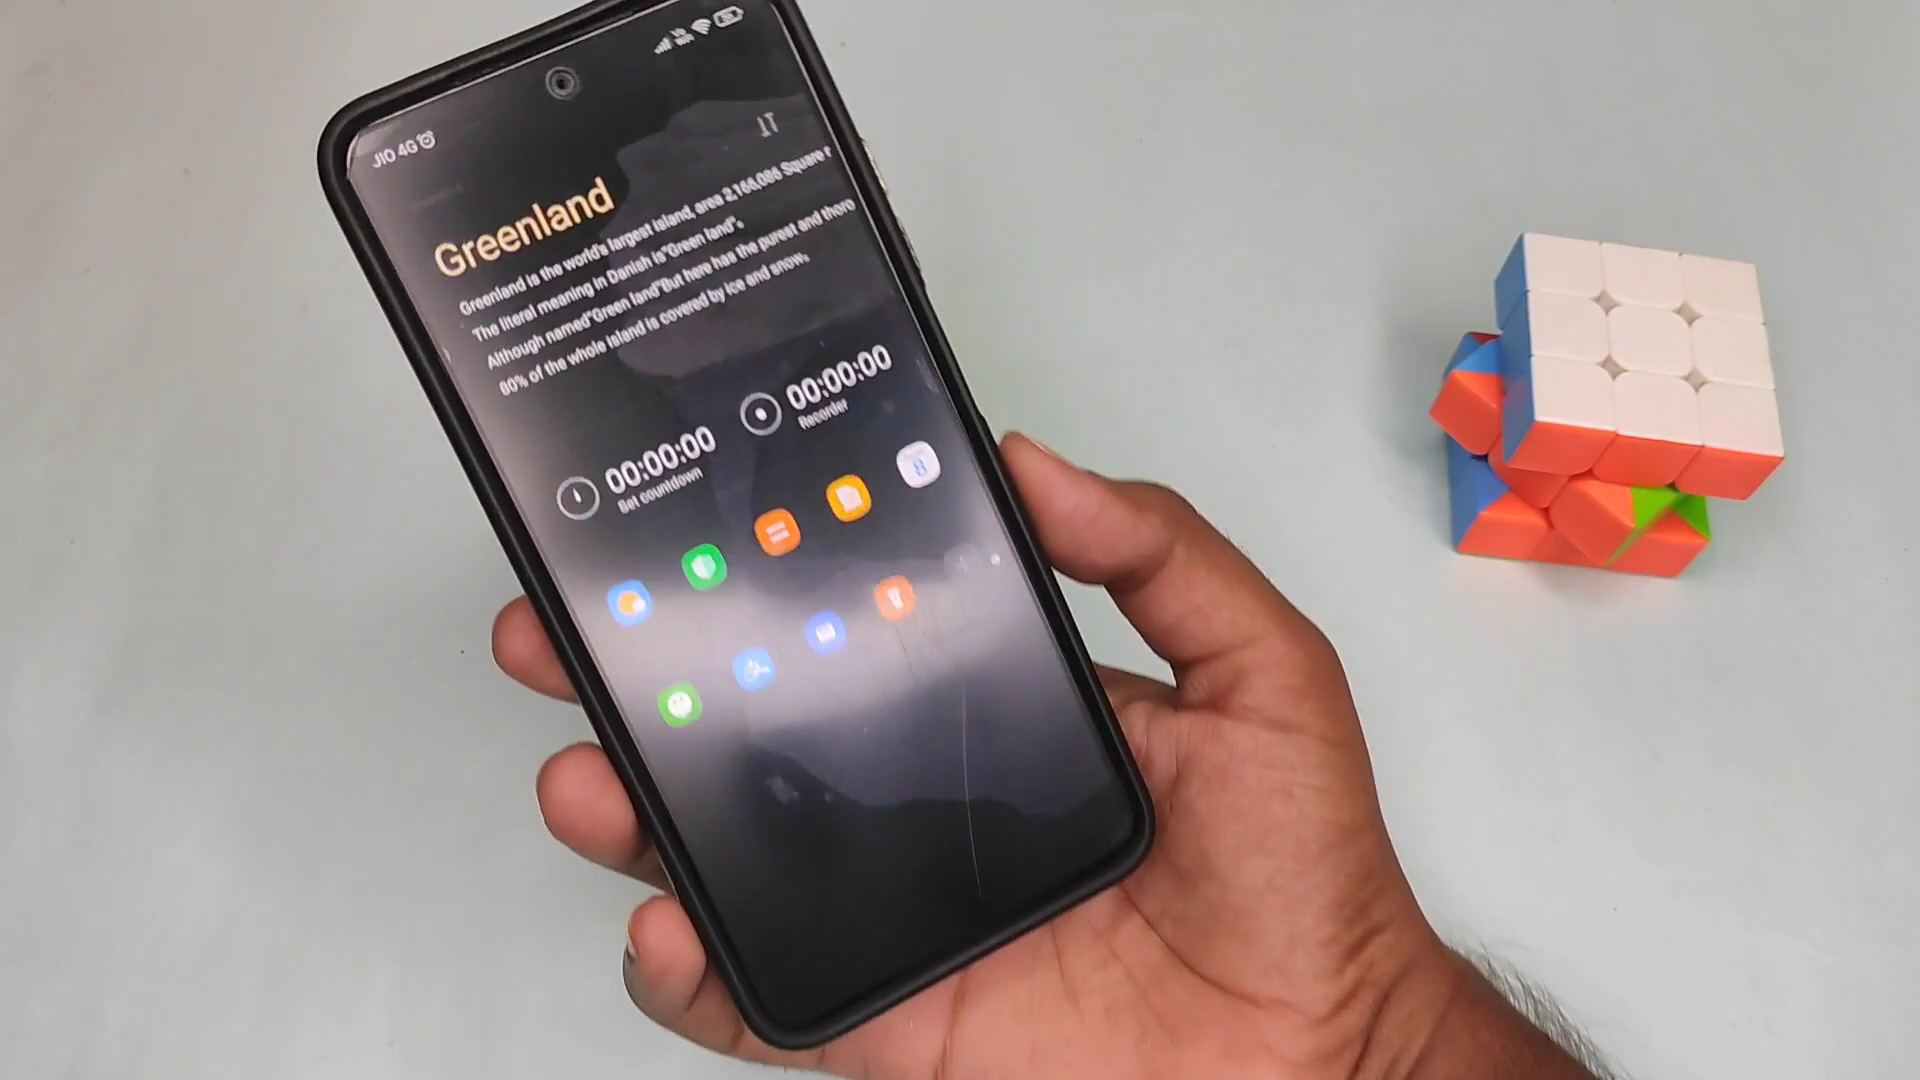 JIO 4G
Greenland
Greenland is the world's largest island, area 2,166,086 Square
The literal meaning in Danish is"Green land"。
Although named"Green land"But here has the purest and thoro
80% of the whole island is covered by ice and snow。
00:00:00
Recorder
00:00:00
Set countdown
8